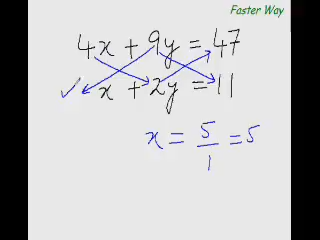 Faster Way
4x + 9y = 47
x + 2y = 11
x = 5/1 = 5